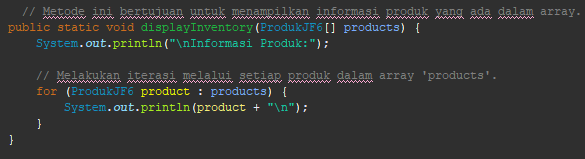 // Metode ini bertujuan untuk menampilkan informasi produk yang ada dalam array.
public static void displayInventory(ProdukJF6[] products) {
System.out.println("\nInformasi Produk:");
// Melakukan iterasi melalui setiap produk dalam array 'products'.
for (ProdukJF6 product : products) {
System.out.println(product + "\n");
}
}